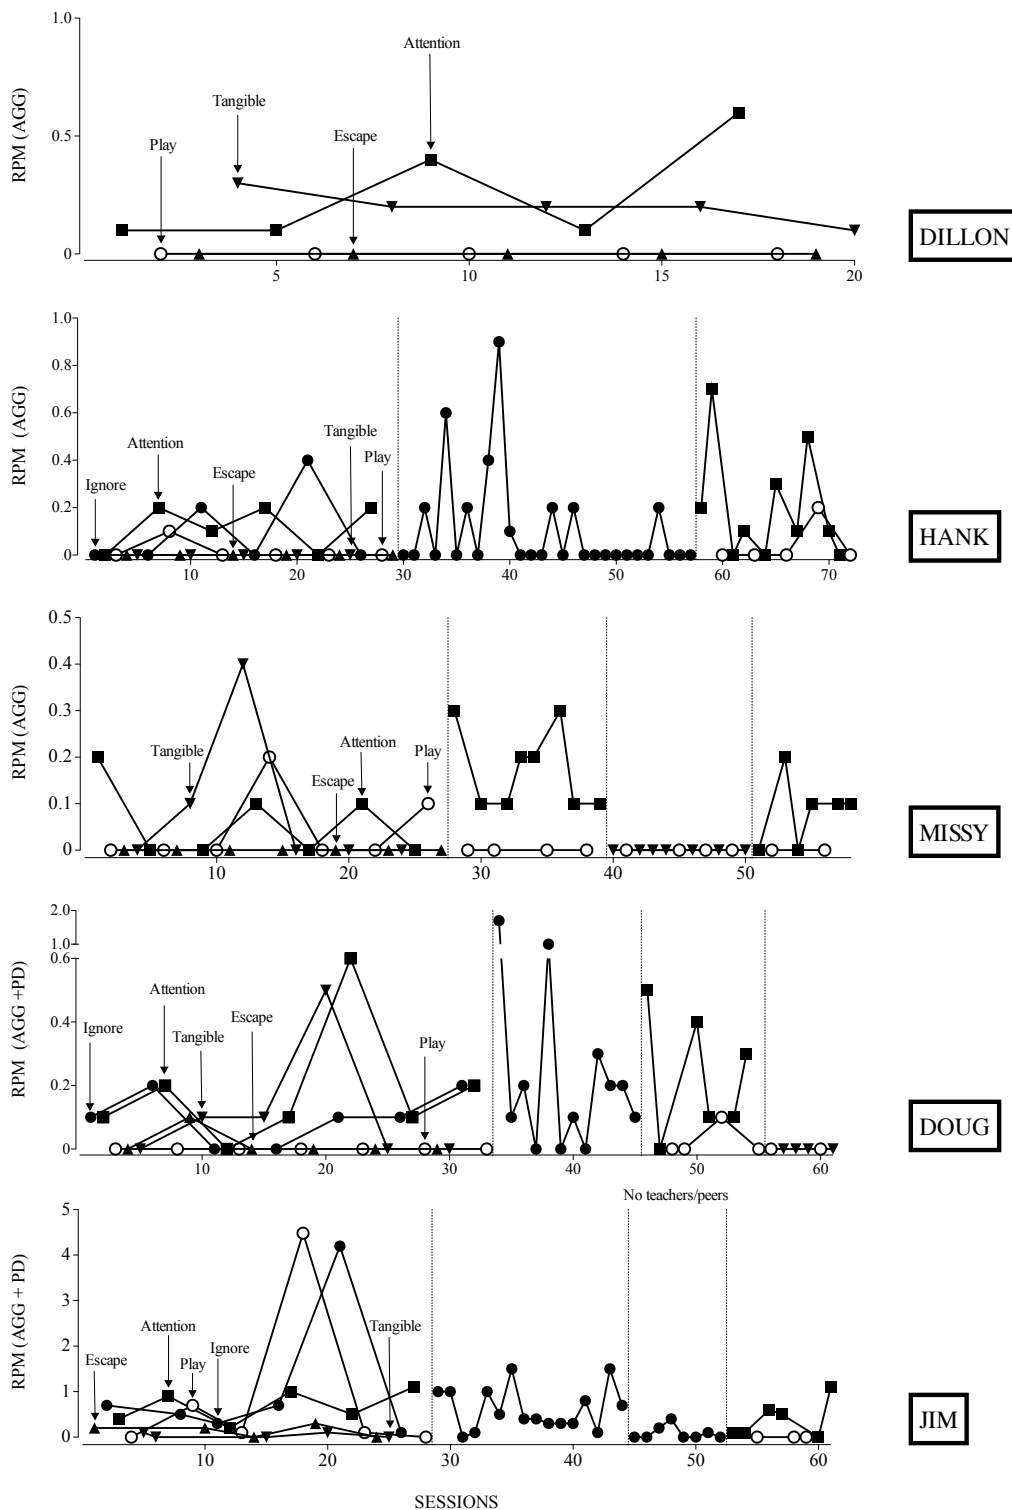 1.0
Attention
Tangible
RPM (AGG)
0.5
Play
Escape
0
5
10
15
20
DILLON
1.0
0.8
RPM (AGG)
0.6
0.4
Tangible
Attention
Play
Escape
Ignore
0.2
0
10
20
30
40
50
60
70
HANK
0.5
0.4
RPM (AGG)
0.3
0.2
Tangible
Attention
Play
Escape
0.1
0
10
20
30
40
50
MISSY
2.0
1.0
0.6
RPM (AGG +PD)
Attention
Escape
Ignore
Tangible
Play
0.4
0.2
0
10
20
30
40
50
60
DOUG
No teachers/peers
5
4
RPM (AGG + PD)
3
2
Attention
Tangible
Ignore
Escape
Play
1
0
10
20
30
40
50
60
JIM
SESSIONS